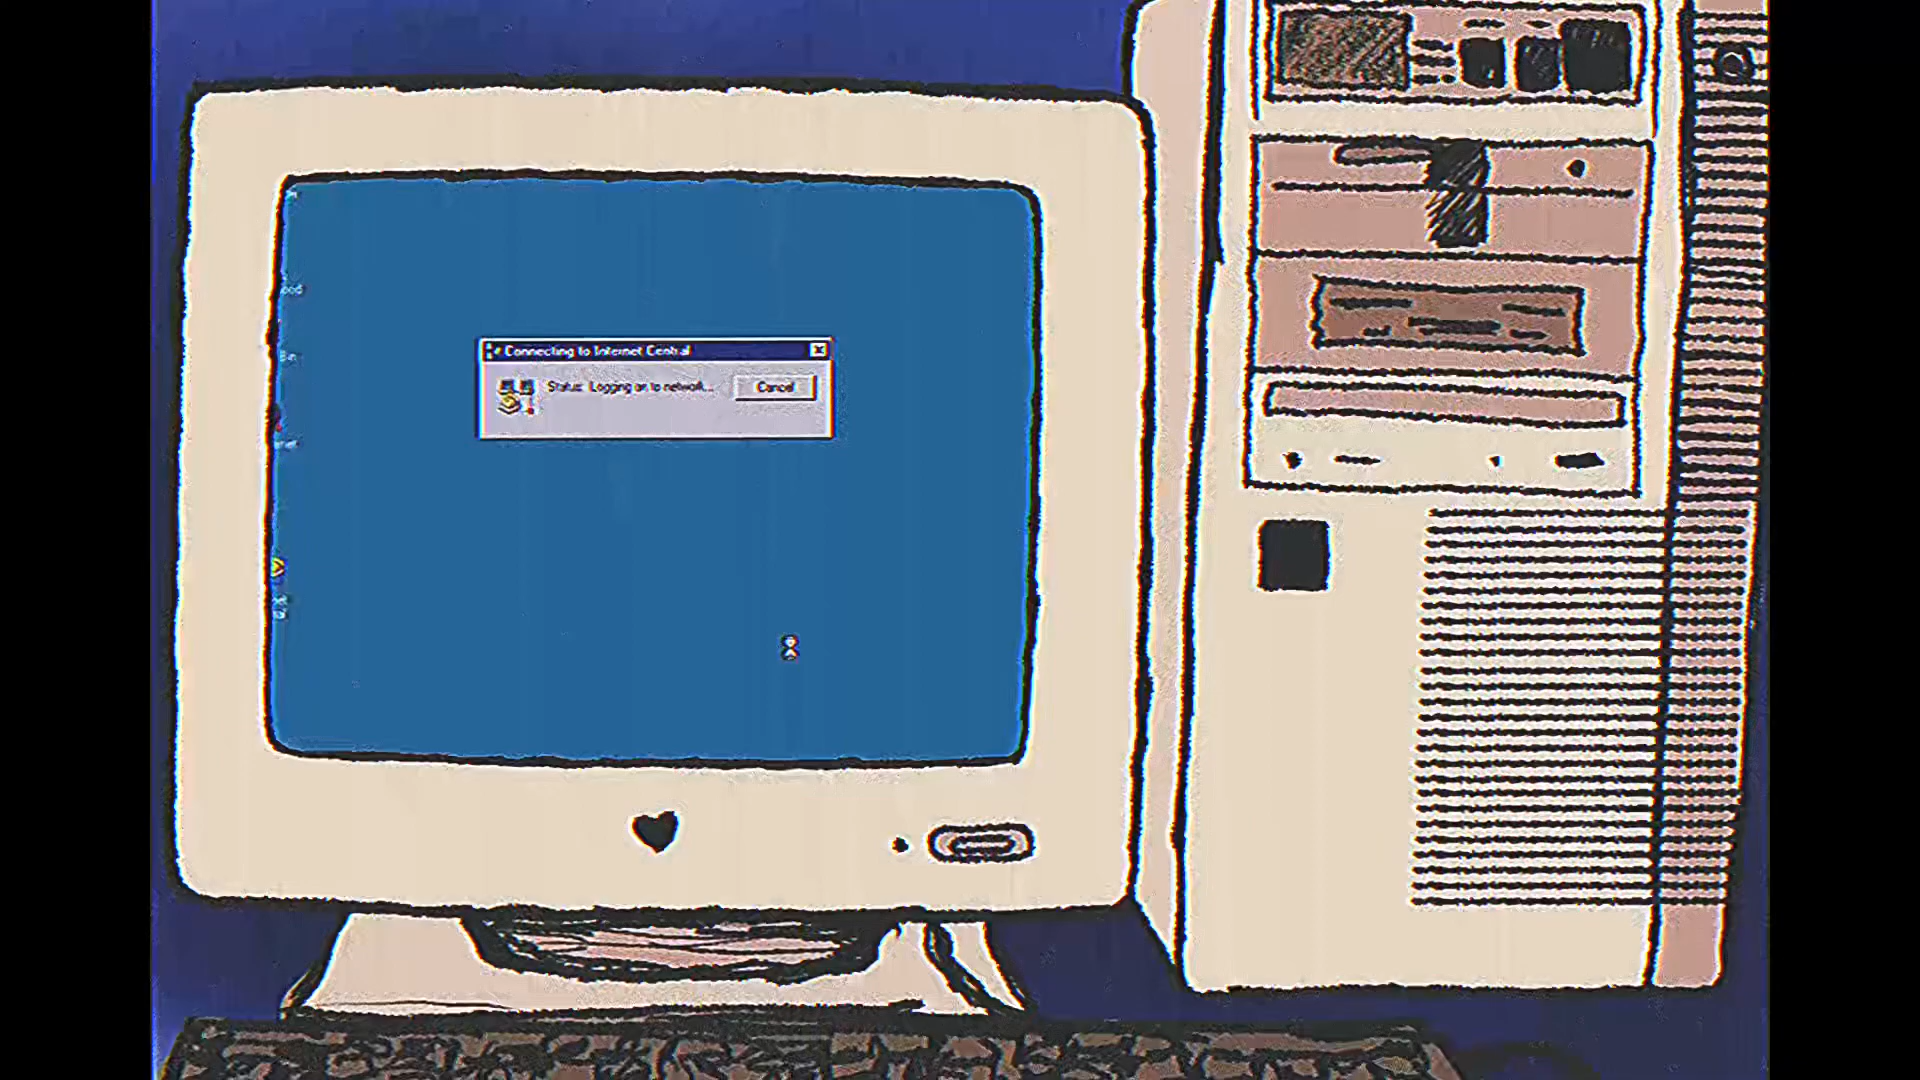 Connecting to Internet Central
Status: Logging on to network...
Cancel